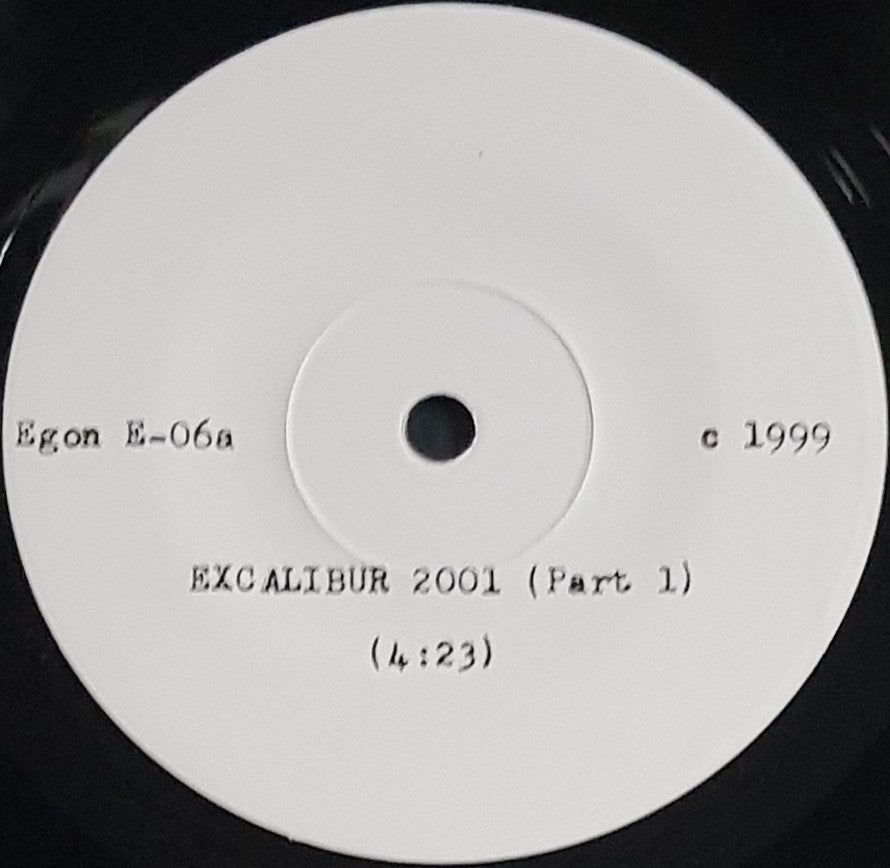 Egon E-06a
c 1999
EXCALIBUR 2001 (Part 1)
(4:23)